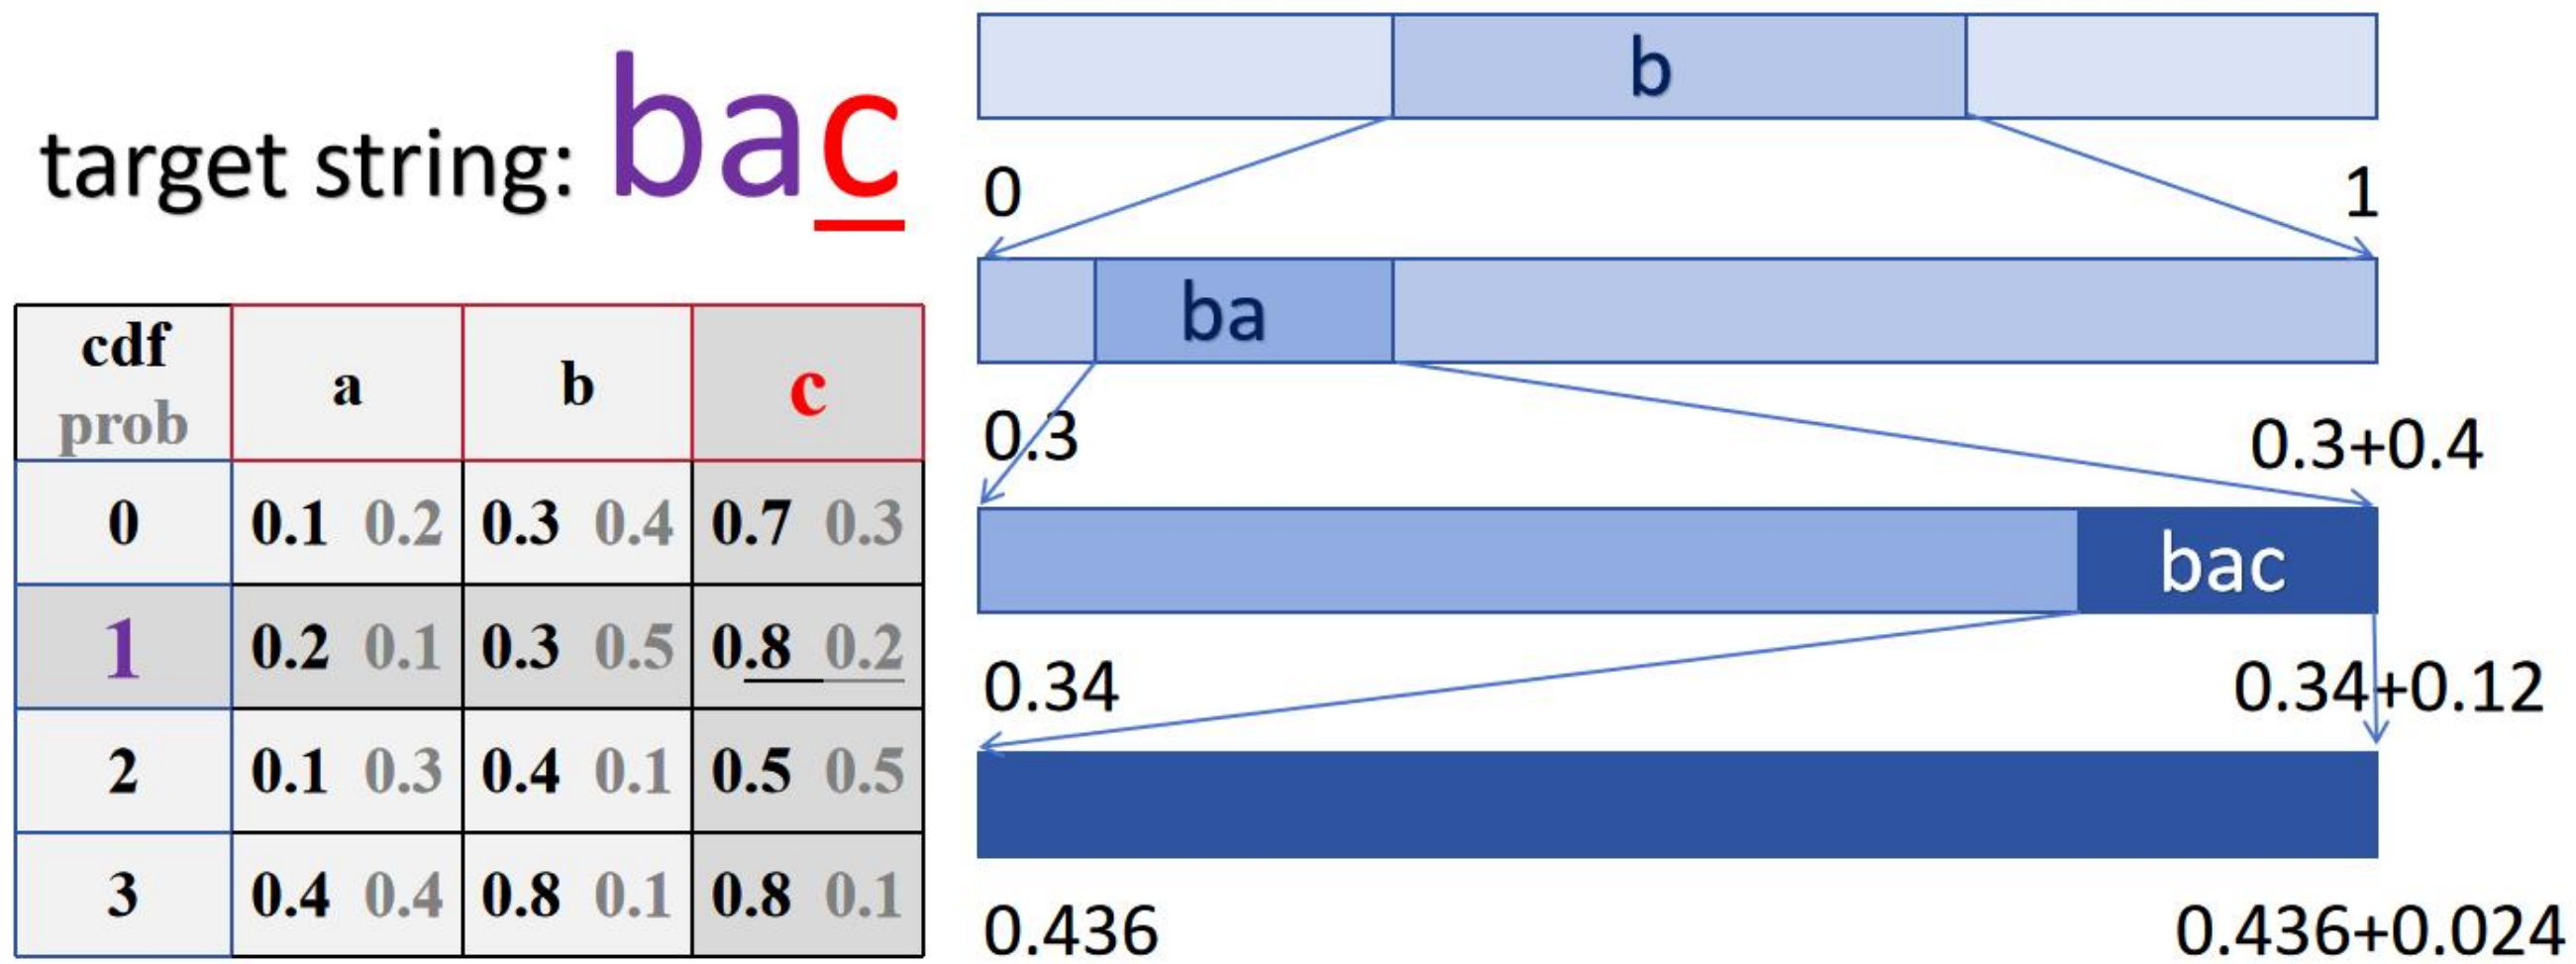 target string: bac
cdf prob a b c
0 0.1 0.2 0.3 0.4 0.7 0.3
1 0.2 0.1 0.3 0.5 0.8 0.2
2 0.1 0.3 0.4 0.1 0.5 0.5
3 0.4 0.4 0.8 0.1 0.8 0.1
b
0 1
ba
0.3 0.3+0.4
bac
0.34 0.34+0.12
0.436 0.436+0.024